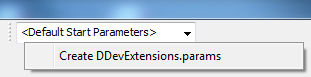 <Default Start Parameters>
Create DDevExtensions.params